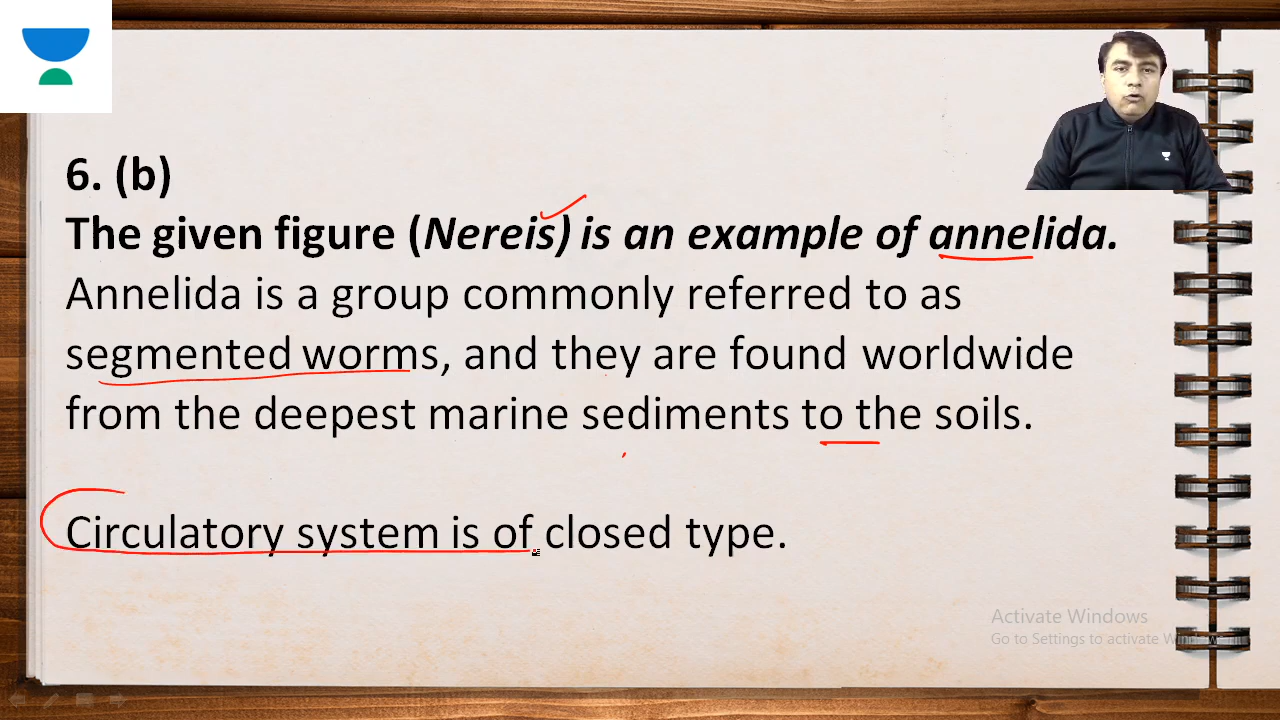 6. (b)
The given figure (Nereis) is an example of annelida.
Annelida is a group commonly referred to as
segmented worms, and they are found worldwide
from the deepest marine sediments to the soils.
Circulatory system is of closed type.
Activate Windows
Go to Settings to activate Windows.